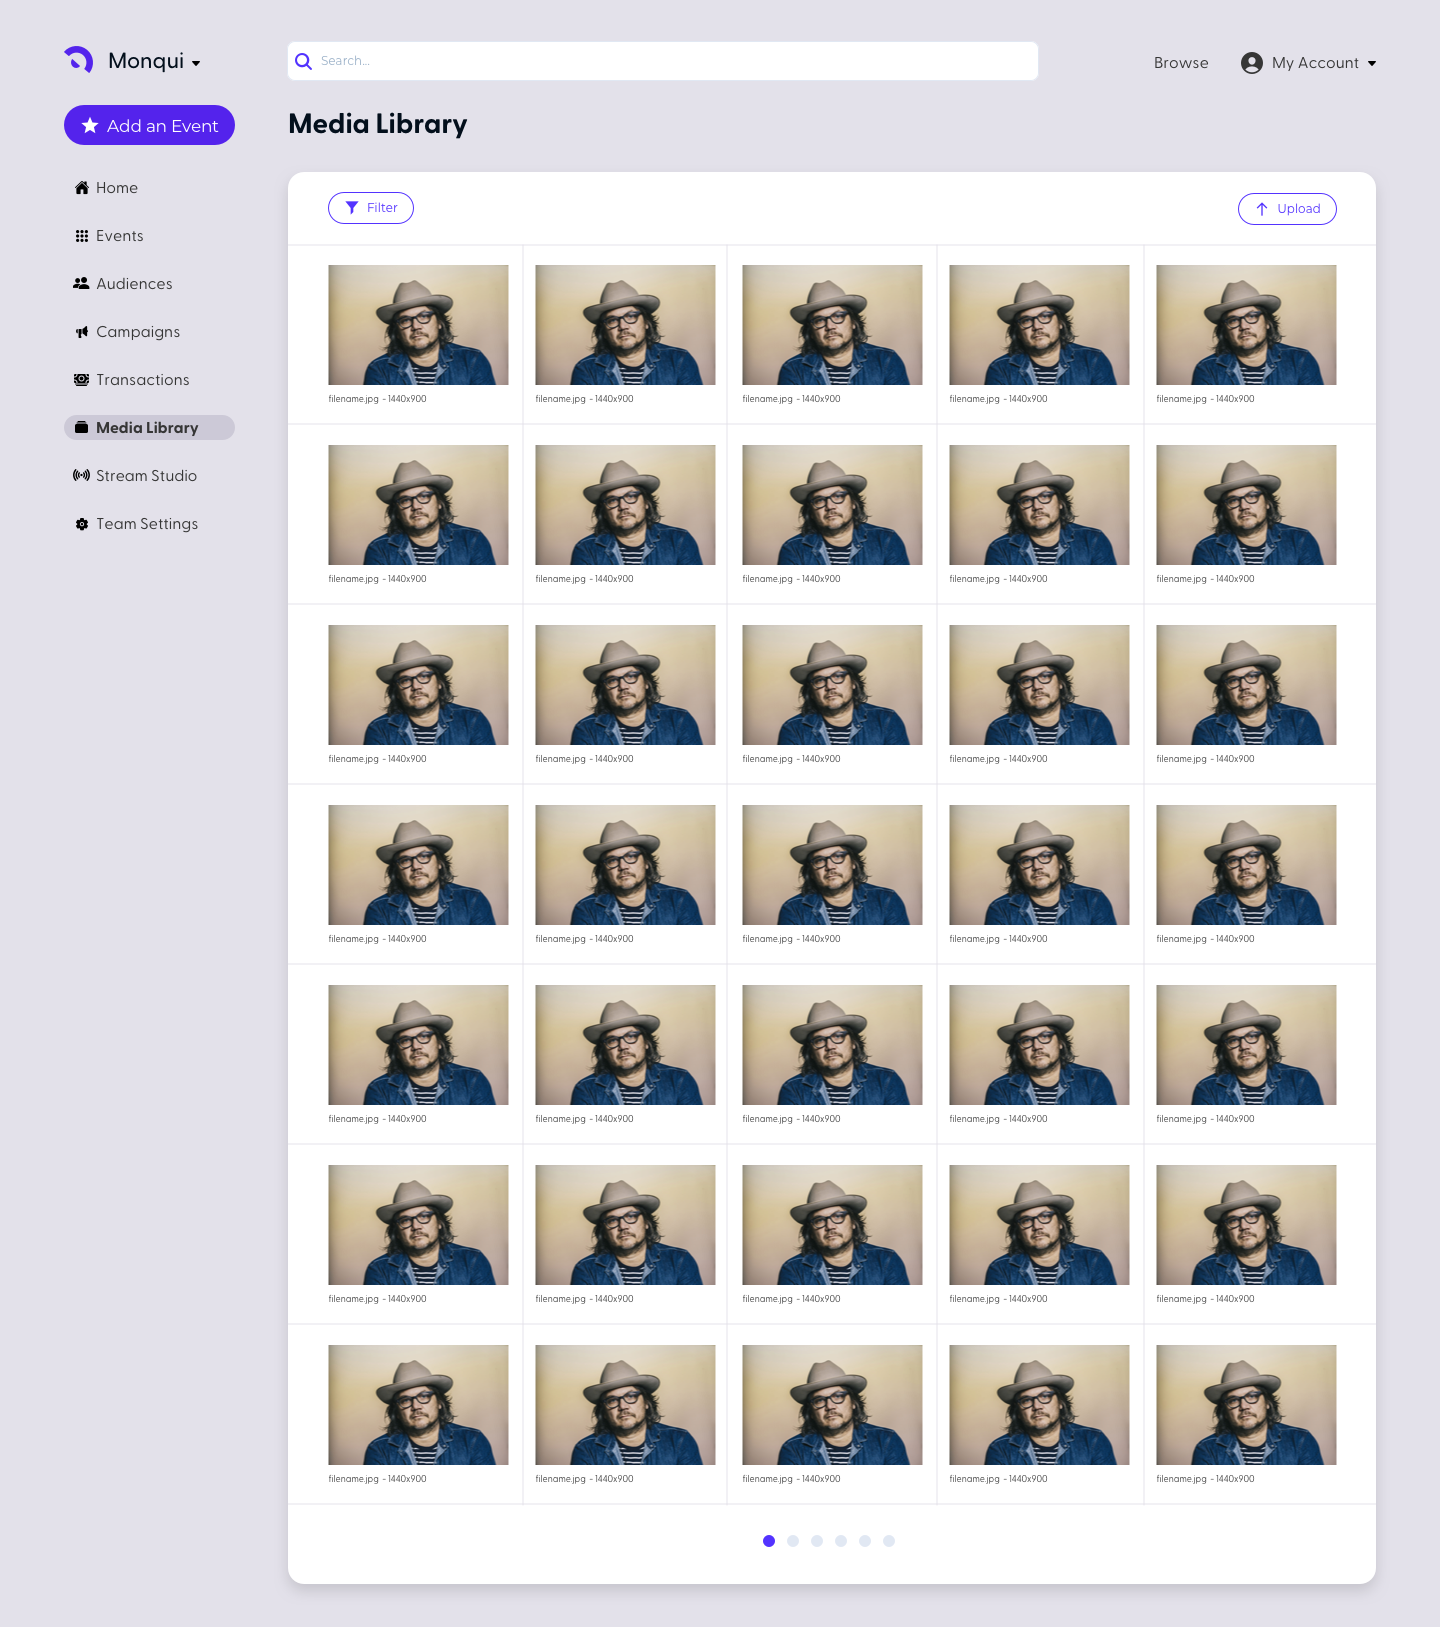 Monqui
Search...
Browse
My Account
Add an Event
Media Library
Home
Events
Audiences
Campaigns
Transactions
Media Library
Stream Studio
Team Settings
Filter
Upload
filename.jpg - 1440x900 filename.jpg - 1440x900 filename.jpg - 1440x900 filename.jpg - 1440x900 filename.jpg - 1440x900
filename.jpg - 1440x900 filename.jpg - 1440x900 filename.jpg - 1440x900 filename.jpg - 1440x900 filename.jpg - 1440x900
filename.jpg - 1440x900 filename.jpg - 1440x900 filename.jpg - 1440x900 filename.jpg - 1440x900 filename.jpg - 1440x900
filename.jpg - 1440x900 filename.jpg - 1440x900 filename.jpg - 1440x900 filename.jpg - 1440x900 filename.jpg - 1440x900
filename.jpg - 1440x900 filename.jpg - 1440x900 filename.jpg - 1440x900 filename.jpg - 1440x900 filename.jpg - 1440x900
filename.jpg - 1440x900 filename.jpg - 1440x900 filename.jpg - 1440x900 filename.jpg - 1440x900 filename.jpg - 1440x900
filename.jpg - 1440x900 filename.jpg - 1440x900 filename.jpg - 1440x900 filename.jpg - 1440x900 filename.jpg - 1440x900